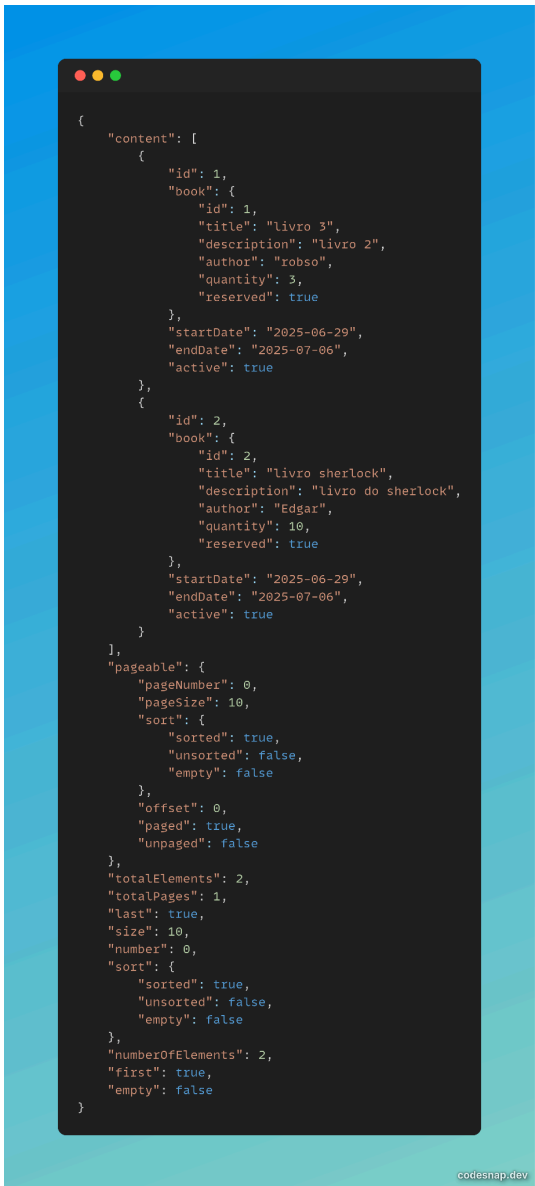 {
    "content": [
        {
            "id": 1,
            "book": {
                "id": 1,
                "title": "livro 3",
                "description": "livro 2",
                "author": "robso",
                "quantity": 3,
                "reserved": true
            },
            "startDate": "2025-06-29",
            "endDate": "2025-07-06",
            "active": true
        },
        {
            "id": 2,
            "book": {
                "id": 2,
                "title": "livro sherlock",
                "description": "livro do sherlock",
                "author": "Edgar",
                "quantity": 10,
                "reserved": true
            },
            "startDate": "2025-06-29",
            "endDate": "2025-07-06",
            "active": true
        }
    ],
    "pageable": {
        "pageNumber": 0,
        "pageSize": 10,
        "sort": {
            "sorted": true,
            "unsorted": false,
            "empty": false
        },
        "offset": 0,
        "paged": true,
        "unpaged": false
    },
    "totalElements": 2,
    "totalPages": 1,
    "last": true,
    "size": 10,
    "number": 0,
    "sort": {
        "sorted": true,
        "unsorted": false,
        "empty": false
    },
    "numberOfElements": 2,
    "first": true,
    "empty": false
}
codesnap.dev